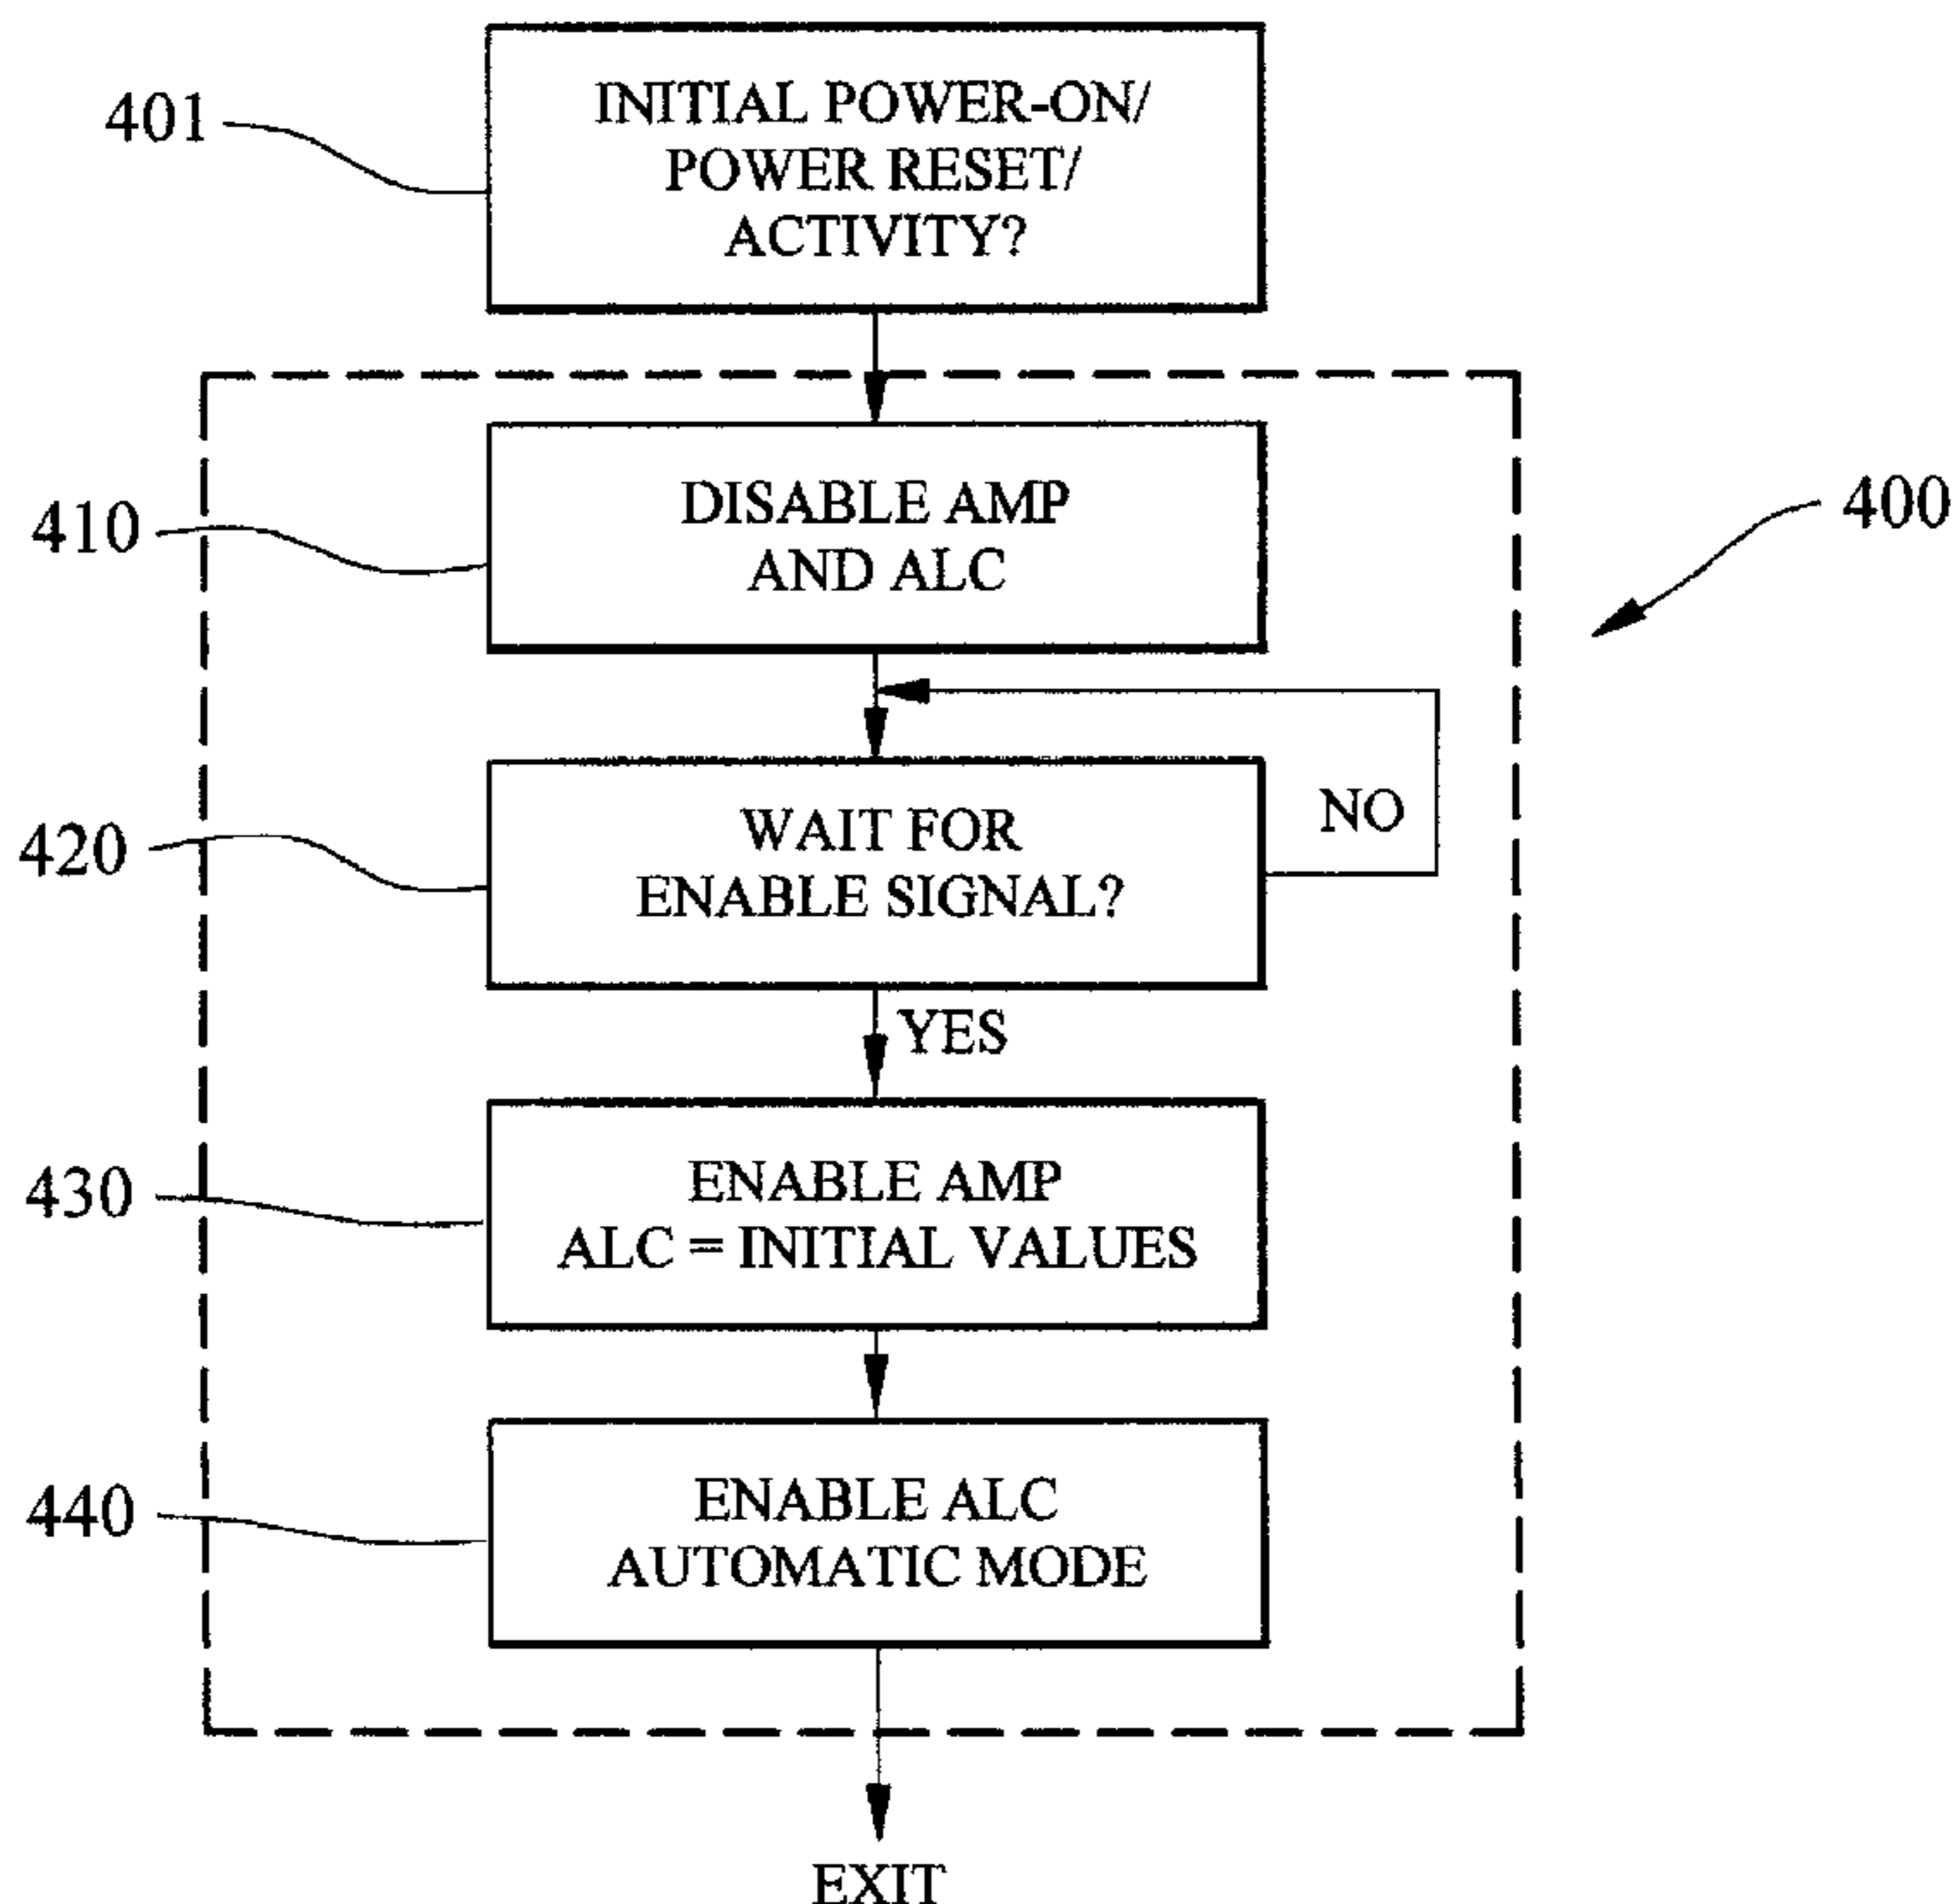 401
INITIAL POWER-ON/
POWER RESET/
ACTIVITY?
410
DISABLE AMP
AND ALC
400
420
WAIT FOR
ENABLE SIGNAL?
NO
YES
430
ENABLE AMP
ALC = INITIAL VALUES
440
ENABLE ALC
AUTOMATIC MODE
EXIT